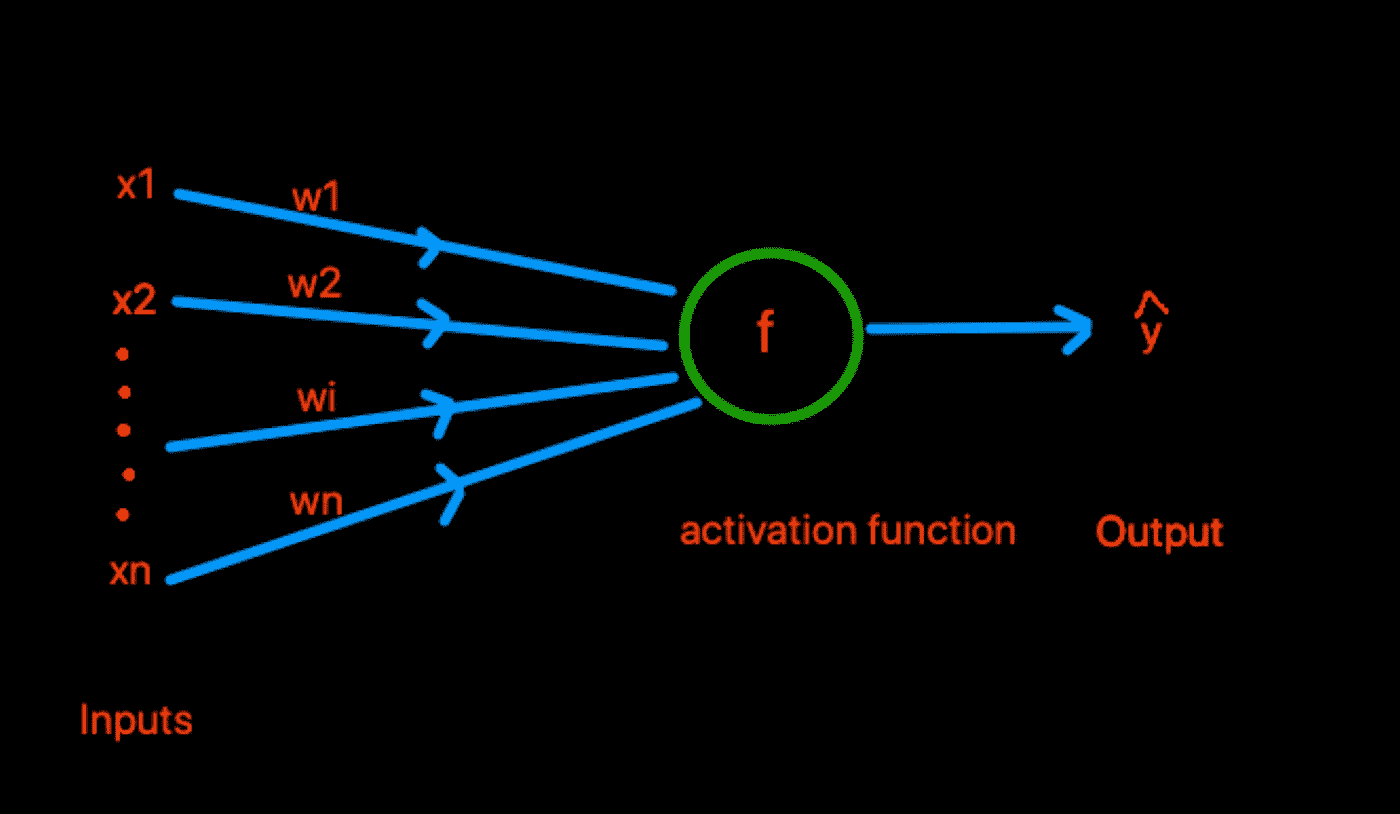 x1
w1
x2
w2
wi
wn
xn
f
ŷ
activation function
Output
Inputs